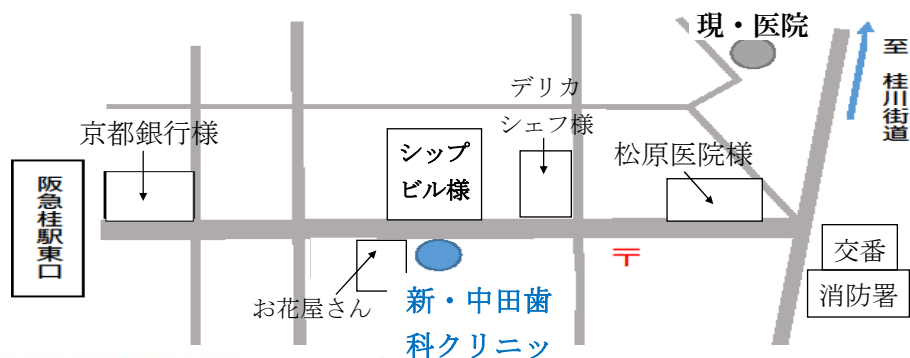 現・医院
至 桂川街道
デリカ
シェフ様
京都銀行様
シップ
ビル様
松原医院様
阪急桂駅東口
〒
交番
消防署
お花屋さん
新・中田歯
科クリニッ